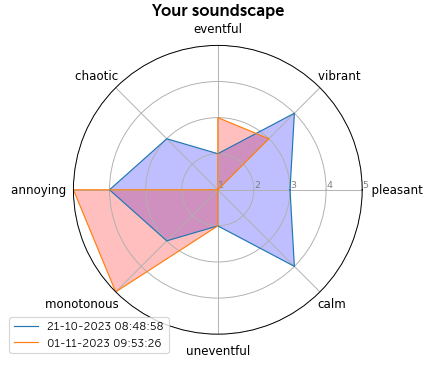 Your soundscape
eventful
chaotic
vibrant
annoying
1 2 3 4 5
pleasant
monotonous
calm
21-10-2023 08:48:58
01-11-2023 09:53:26
uneventful